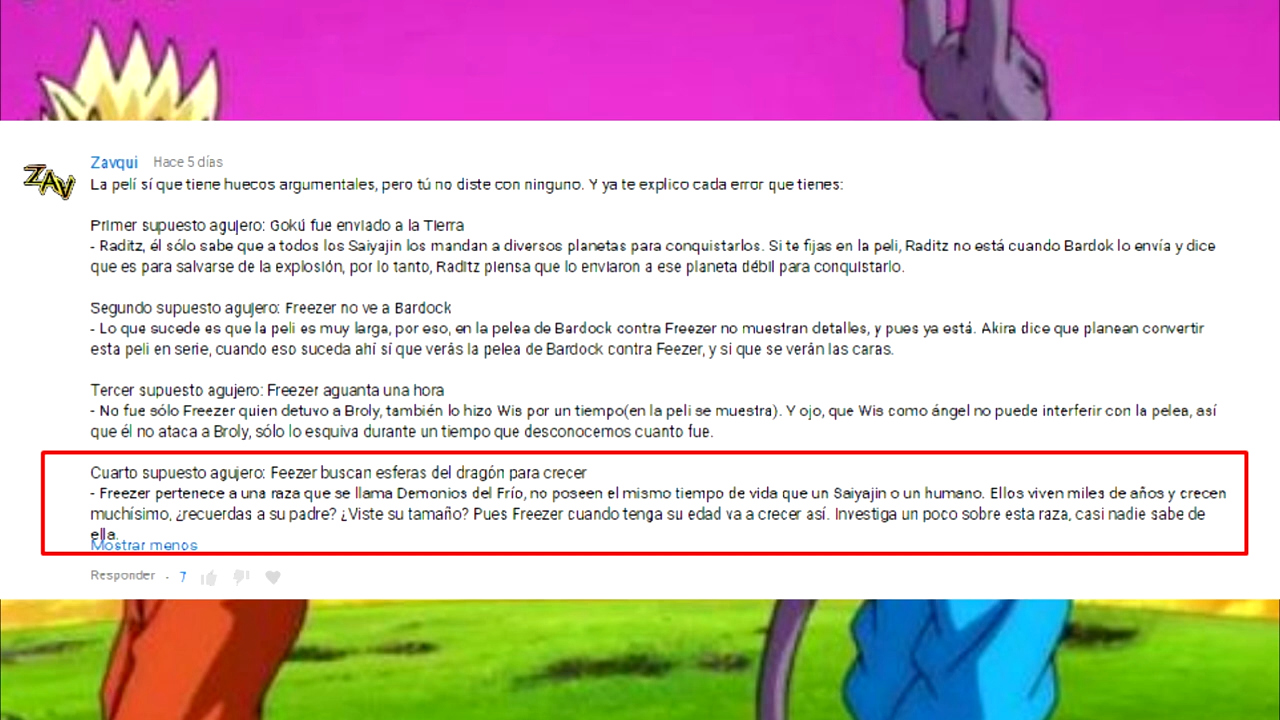 ZAV
Zavqui Hace 5 días
La pelí sí que tiene huecos argumentales, pero tú no diste con ninguno. Y ya te explico cada error que tienes:
Primer supuesto agujero: Gokú fue enviado a la Tierra
- Raditz, él sólo sabe que a todos los Saiyajin los mandan a diversos planetas para conquistarlos. Si te fijas en la peli, Raditz no está cuando Bardok lo envía y dice
que es para salvarse de la explosión, por lo tanto, Raditz piensa que lo enviaron a ese planeta débil para conquistarlo.
Segundo supuesto agujero: Freezer no ve a Bardock
- Lo que sucede es que la peli es muy larga, por eso, en la pelea de Bardock contra Freezer no muestran detalles, y pues ya está. Akira dice que planean convertir
esta peli en serie, cuando eso suceda ahí sí que verás la pelea de Bardock contra Feezer, y si que se verán las caras.
Tercer supuesto agujero: Freezer aguanta una hora
- No fue sólo Freezer quien detuvo a Broly, también lo hizo Wis por un tiempo(en la peli se muestra). Y ojo, que Wis como ángel no puede interferir con la pelea, así
que él no ataca a Broly, sólo lo esquiva durante un tiempo que desconocemos cuanto fue.
Cuarto supuesto agujero: Feezer buscan esferas del dragón para crecer
- Freezer pertenece a una raza que se llama Demonios del Frío, no poseen el mismo tiempo de vida que un Saiyajin o un humano. Ellos viven miles de años y crecen
muchísimo, ¿recuerdas a su padre? ¿Viste su tamaño? Pues Freezer cuando tenga su edad va a crecer así. Investiga un poco sobre esta raza, casi nadie sabe de
ella.
Mostrar menos
Responder · 7